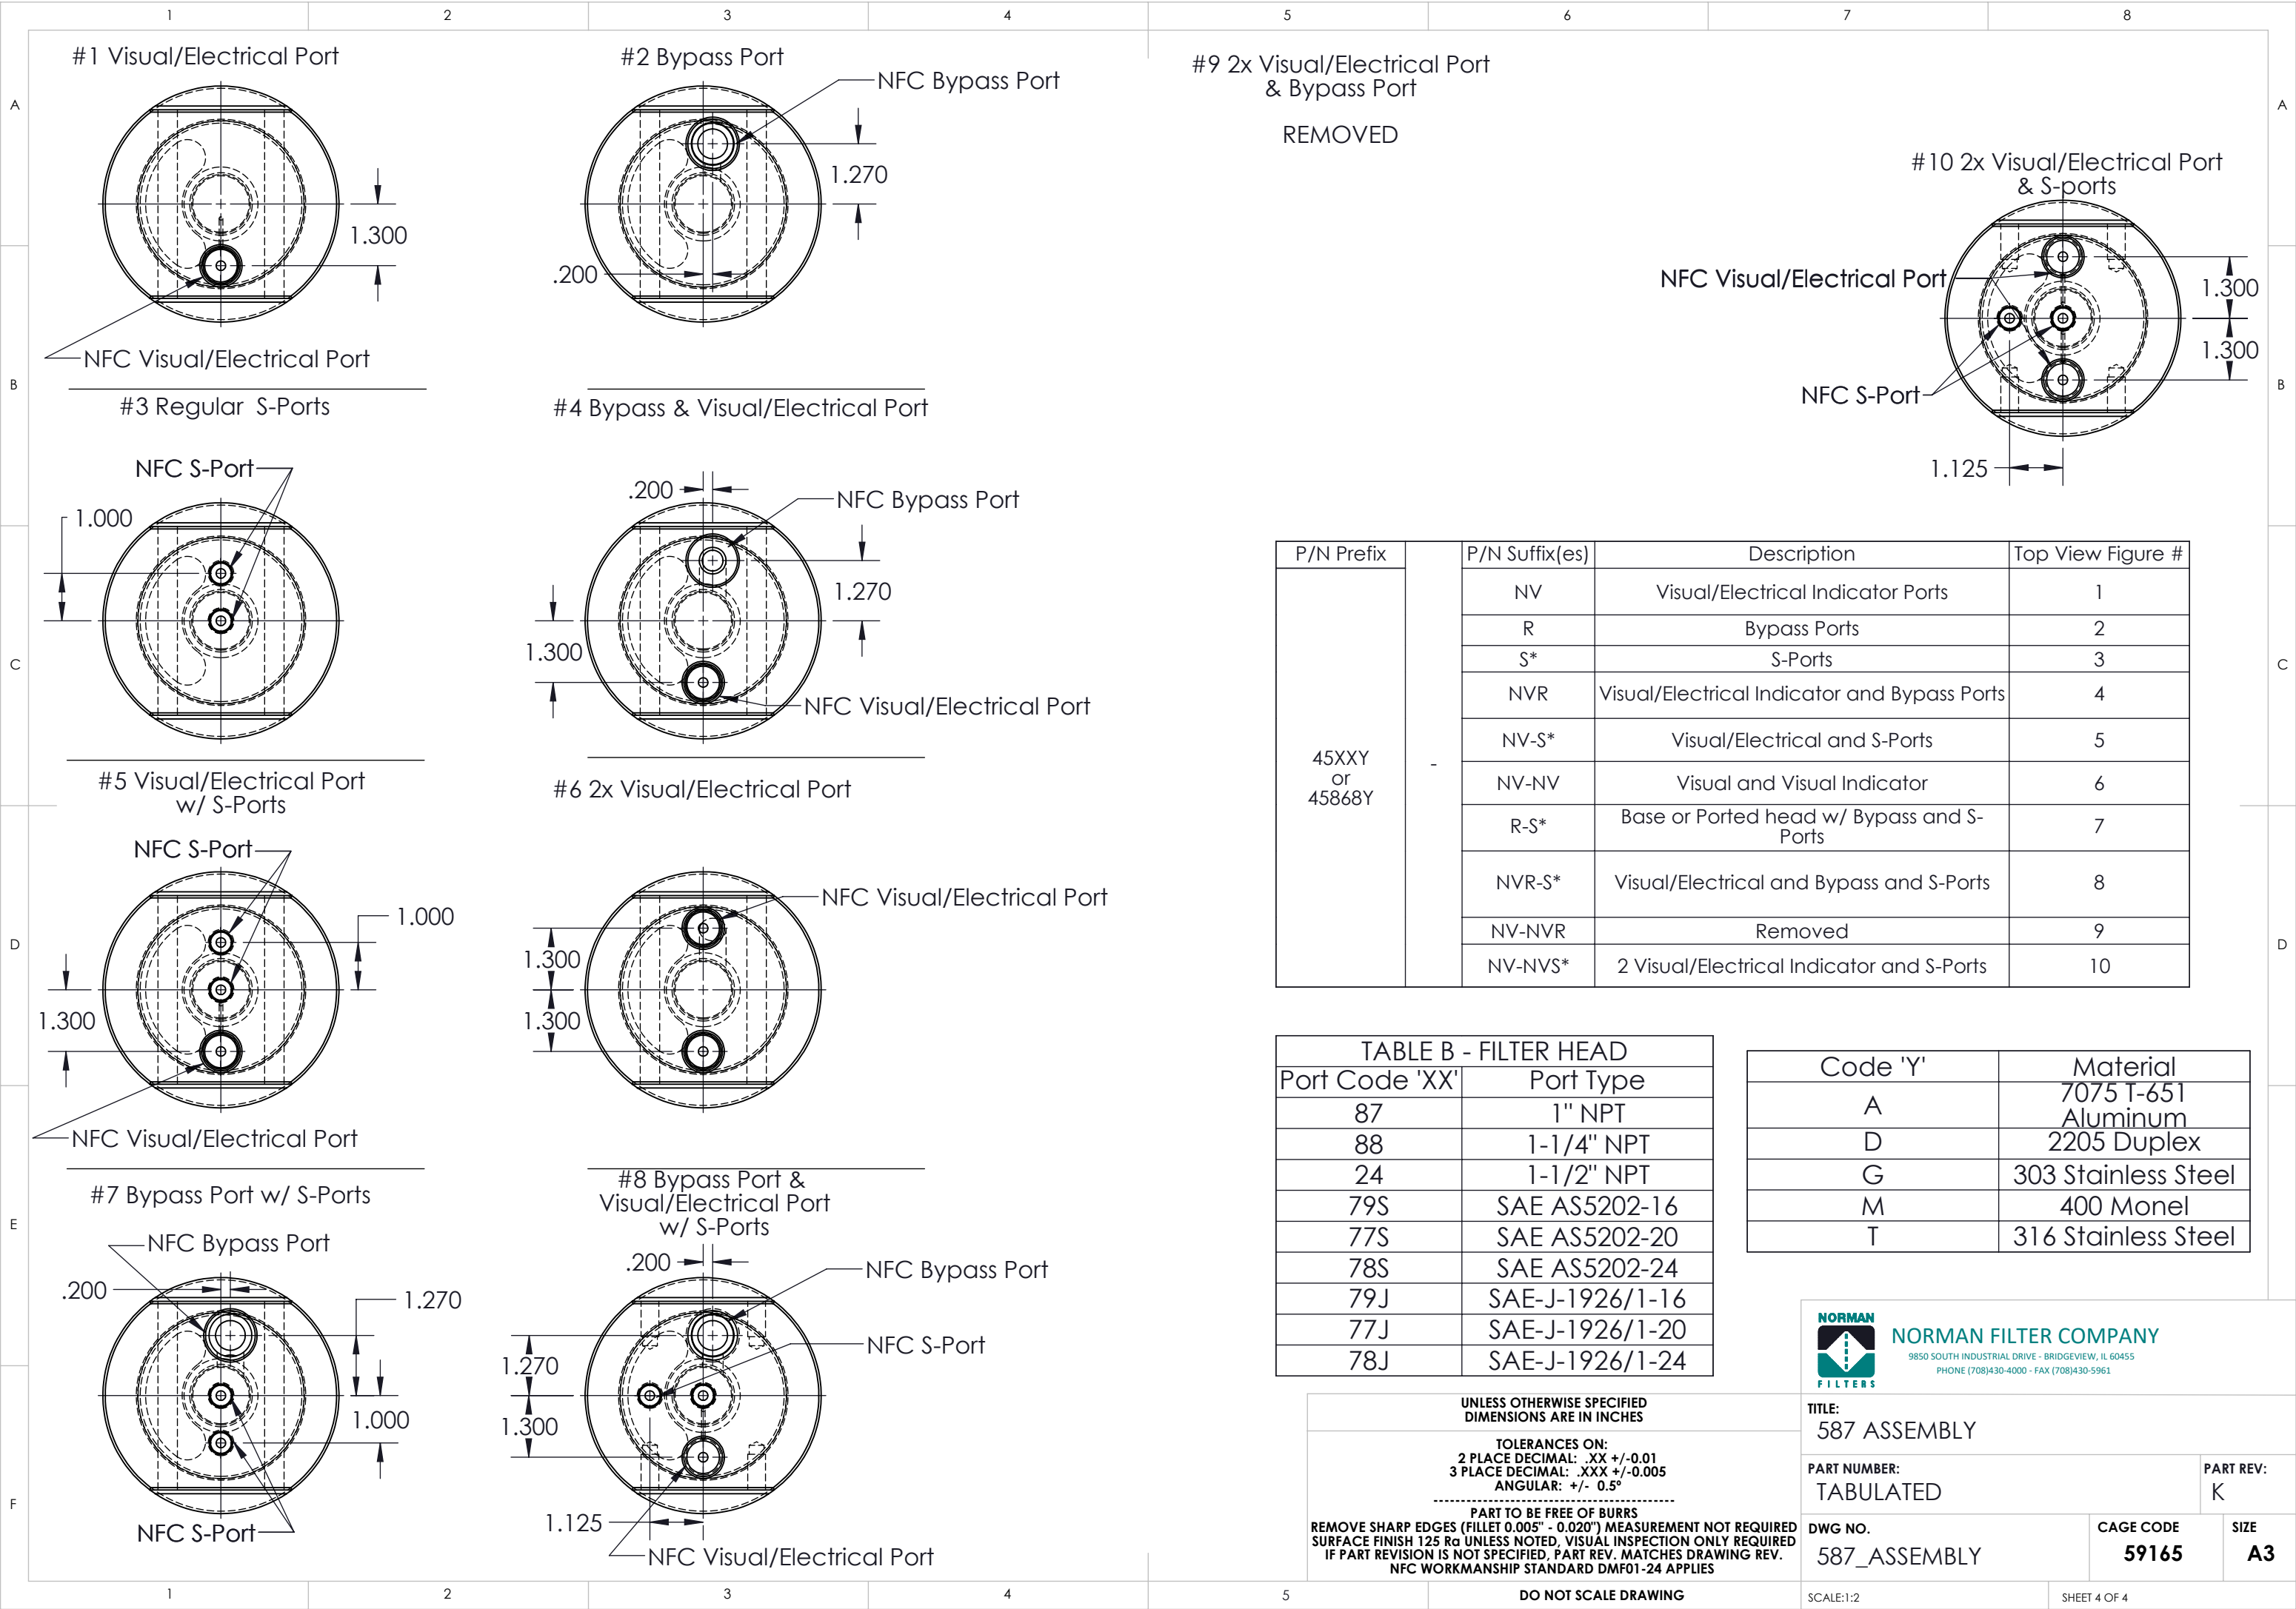 1 2 3 4 5 6 7 8
A A
B B
C C
D D
E
F
1 2 3 4 5
#1 Visual/Electrical Port
1.300
NFC Visual/Electrical Port
#2 Bypass Port
NFC Bypass Port
1.270
.200
#3 Regular S-Ports
NFC S-Port
1.000
#4 Bypass & Visual/Electrical Port
.200
NFC Bypass Port
1.270
1.300
NFC Visual/Electrical Port
#5 Visual/Electrical Port
w/ S-Ports
NFC S-Port
1.000
1.300
NFC Visual/Electrical Port
#6 2x Visual/Electrical Port
NFC Visual/Electrical Port
1.300
1.300
#7 Bypass Port w/ S-Ports
NFC Bypass Port
.200
1.270
1.000
NFC S-Port
#8 Bypass Port &
Visual/Electrical Port
w/ S-Ports
.200
NFC Bypass Port
NFC S-Port
1.270
1.300
1.125
NFC Visual/Electrical Port
#9 2x Visual/Electrical Port
& Bypass Port
REMOVED
#10 2x Visual/Electrical Port
& S-ports
NFC Visual/Electrical Port
1.300
1.300
NFC S-Port
1.125
P/N Prefix P/N Suffix(es) Description Top View Figure #
45XXY
or
45868Y
-
NV Visual/Electrical Indicator Ports 1
R Bypass Ports 2
S* S-Ports 3
NVR Visual/Electrical Indicator and Bypass Ports 4
NV-S* Visual/Electrical and S-Ports 5
NV-NV Visual and Visual Indicator 6
R-S* Base or Ported head w/ Bypass and S-
Ports 7
NVR-S* Visual/Electrical and Bypass and S-Ports 8
NV-NVR Removed 9
NV-NVS* 2 Visual/Electrical Indicator and S-Ports 10
TABLE B - FILTER HEAD
Port Code 'XX' Port Type
87 1" NPT
88 1-1/4" NPT
24 1-1/2" NPT
79S SAE AS5202-16
77S SAE AS5202-20
78S SAE AS5202-24
79J SAE-J-1926/1-16
77J SAE-J-1926/1-20
78J SAE-J-1926/1-24
Code 'Y' Material
A 7075 T-651
Aluminum
D 2205 Duplex
G 303 Stainless Steel
M 400 Monel
T 316 Stainless Steel
NORMAN
FILTERS
NORMAN FILTER COMPANY
9850 SOUTH INDUSTRIAL DRIVE - BRIDGEVIEW, IL 60455
PHONE (708)430-4000 - FAX (708)430-5961
UNLESS OTHERWISE SPECIFIED
DIMENSIONS ARE IN INCHES
TOLERANCES ON:
2 PLACE DECIMAL: .XX +/-0.01
3 PLACE DECIMAL: .XXX +/-0.005
ANGULAR: +/- 0.5°
PART TO BE FREE OF BURRS
REMOVE SHARP EDGES (FILLET 0.005" - 0.020") MEASUREMENT NOT REQUIRED
SURFACE FINISH 125 Ra UNLESS NOTED, VISUAL INSPECTION ONLY REQUIRED
IF PART REVISION IS NOT SPECIFIED, PART REV. MATCHES DRAWING REV.
NFC WORKMANSHIP STANDARD DMF01-24 APPLIES
DO NOT SCALE DRAWING
TITLE:
587 ASSEMBLY
PART NUMBER:
TABULATED
PART REV:
K
DWG NO.
587_ASSEMBLY
CAGE CODE
59165
SIZE
A3
SCALE:1:2
SHEET 4 OF 4